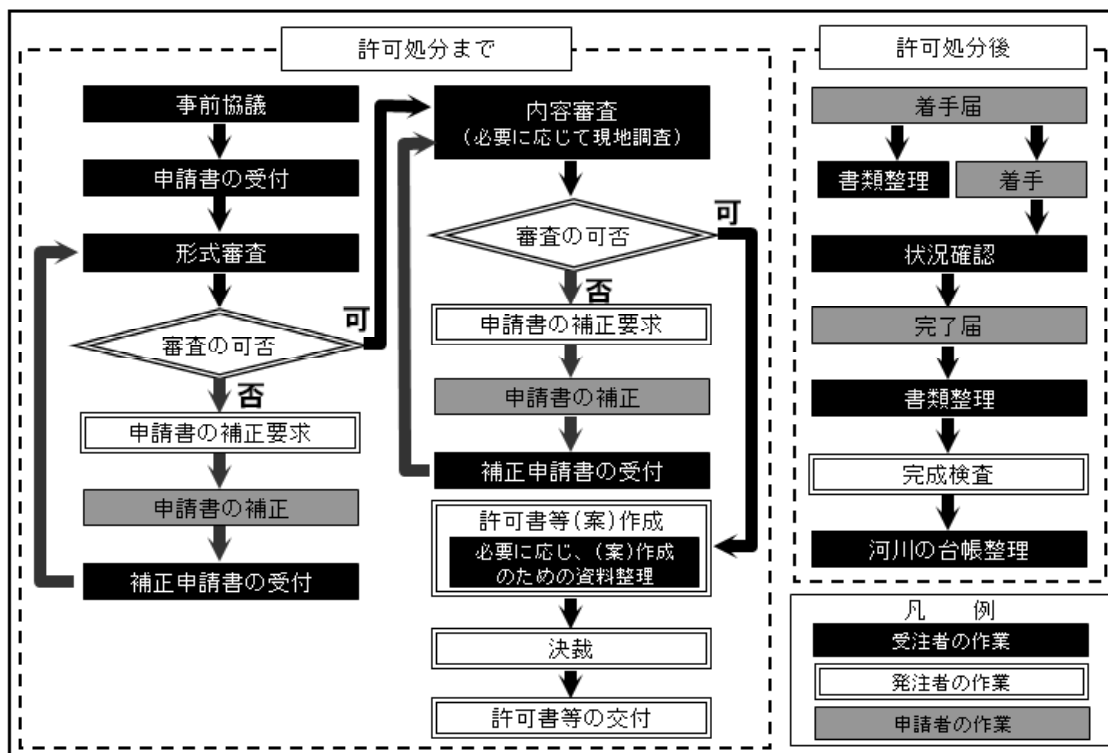 許可処分まで
事前協議
申請書の受付
形式審査
審査の可否
可
否
申請書の補正要求
申請書の補正
補正申請書の受付
内容審査
(必要に応じて現地調査)
審査の可否
可
否
申請書の補正要求
申請書の補正
補正申請書の受付
許可書等(案)作成
必要に応じ、(案)作成
のための資料整理
決裁
許可書等の交付
許可処分後
着手届
書類整理
着手
状況確認
完了届
書類整理
完成検査
河川の台帳整理
凡 例
受注者の作業
発注者の作業
申請者の作業